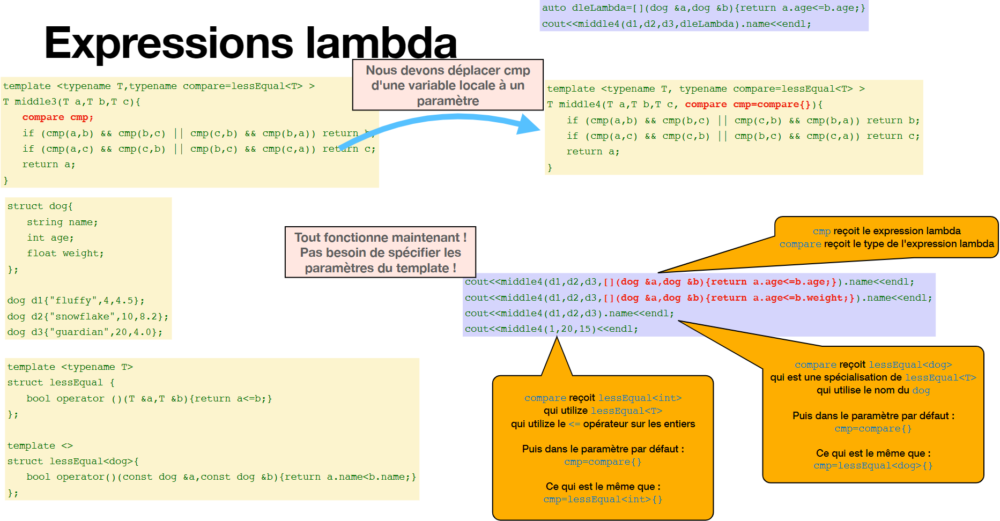 auto dleLambda=[](dog &a,dog &b){return a.age<=b.age;}
cout<<middle4(d1,d2,d3,dleLambda).name<<endl;
Expressions lambda
Nous devons déplacer cmp
d'une variable locale à un
paramètre
template <typename T,typename compare=lessEqual<T> >
T middle3(T a,T b,T c){
compare cmp;
if (cmp(a,b) && cmp(b,c) || cmp(c,b) && cmp(b,a)) return b;
if (cmp(a,c) && cmp(c,b) || cmp(b,c) && cmp(c,a)) return c;
return a;
}
template <typename T, typename compare=lessEqual<T> >
T middle4(T a,T b,T c, compare cmp=compare{}){
if (cmp(a,b) && cmp(b,c) || cmp(c,b) && cmp(b,a)) return b;
if (cmp(a,c) && cmp(c,b) || cmp(b,c) && cmp(c,a)) return c;
return a;
}
struct dog{
string name;
int age;
float weight;
};
dog d1{"fluffy",4,4.5};
dog d2{"snowflake",10,8.2};
dog d3{"guardian",20,4.0};
Tout fonctionne maintenant !
Pas besoin de spécifier les
paramètres du template !
cmp reçoit le expression lambda
compare reçoit le type de l'expression lambda
cout<<middle4(d1,d2,d3,[](dog &a,dog &b){return a.age<=b.age;}).name<<endl;
cout<<middle4(d1,d2,d3,[](dog &a,dog &b){return a.age<=b.weight;}).name<<endl;
cout<<middle4(d1,d2,d3).name<<endl;
cout<<middle4(1,20,15)<<endl;
template <typename T>
struct lessEqual {
bool operator ()(T &a,T &b){return a<=b;}
};
template <>
struct lessEqual<dog>{
bool operator()(const dog &a,const dog &b){return a.name<b.name;}
};
compare reçoit lessEqual<int>
qui utilize lessEqual<T>
qui utilize le <= opérateur sur les entiers
Puis dans le paramètre par défaut :
cmp=compare{}
Ce qui est le même que :
cmp=lessEqual<int>{}
compare reçoit lessEqual<dog>
qui est une spécialisation de lessEqual<T>
qui utilise le nom du dog
Puis dans le paramètre par défaut :
cmp=compare{}
Ce qui est le même que :
cmp=lessEqual<dog>{}